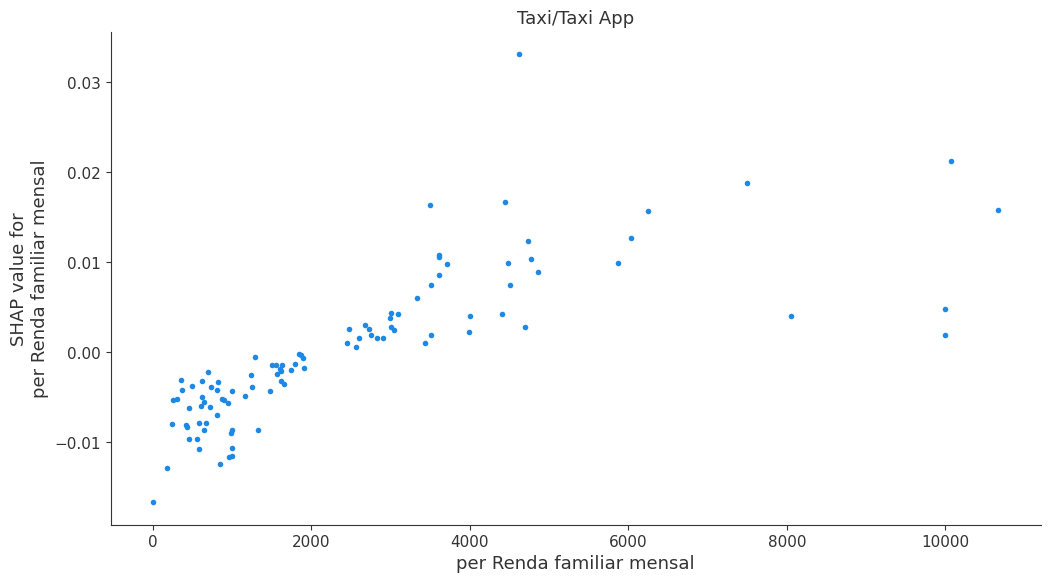 Taxi/Taxi App
SHAP value for
per Renda familiar mensal
0.03
0.02
0.01
0.00
−0.01
0 2000 4000 6000 8000 10000
per Renda familiar mensal